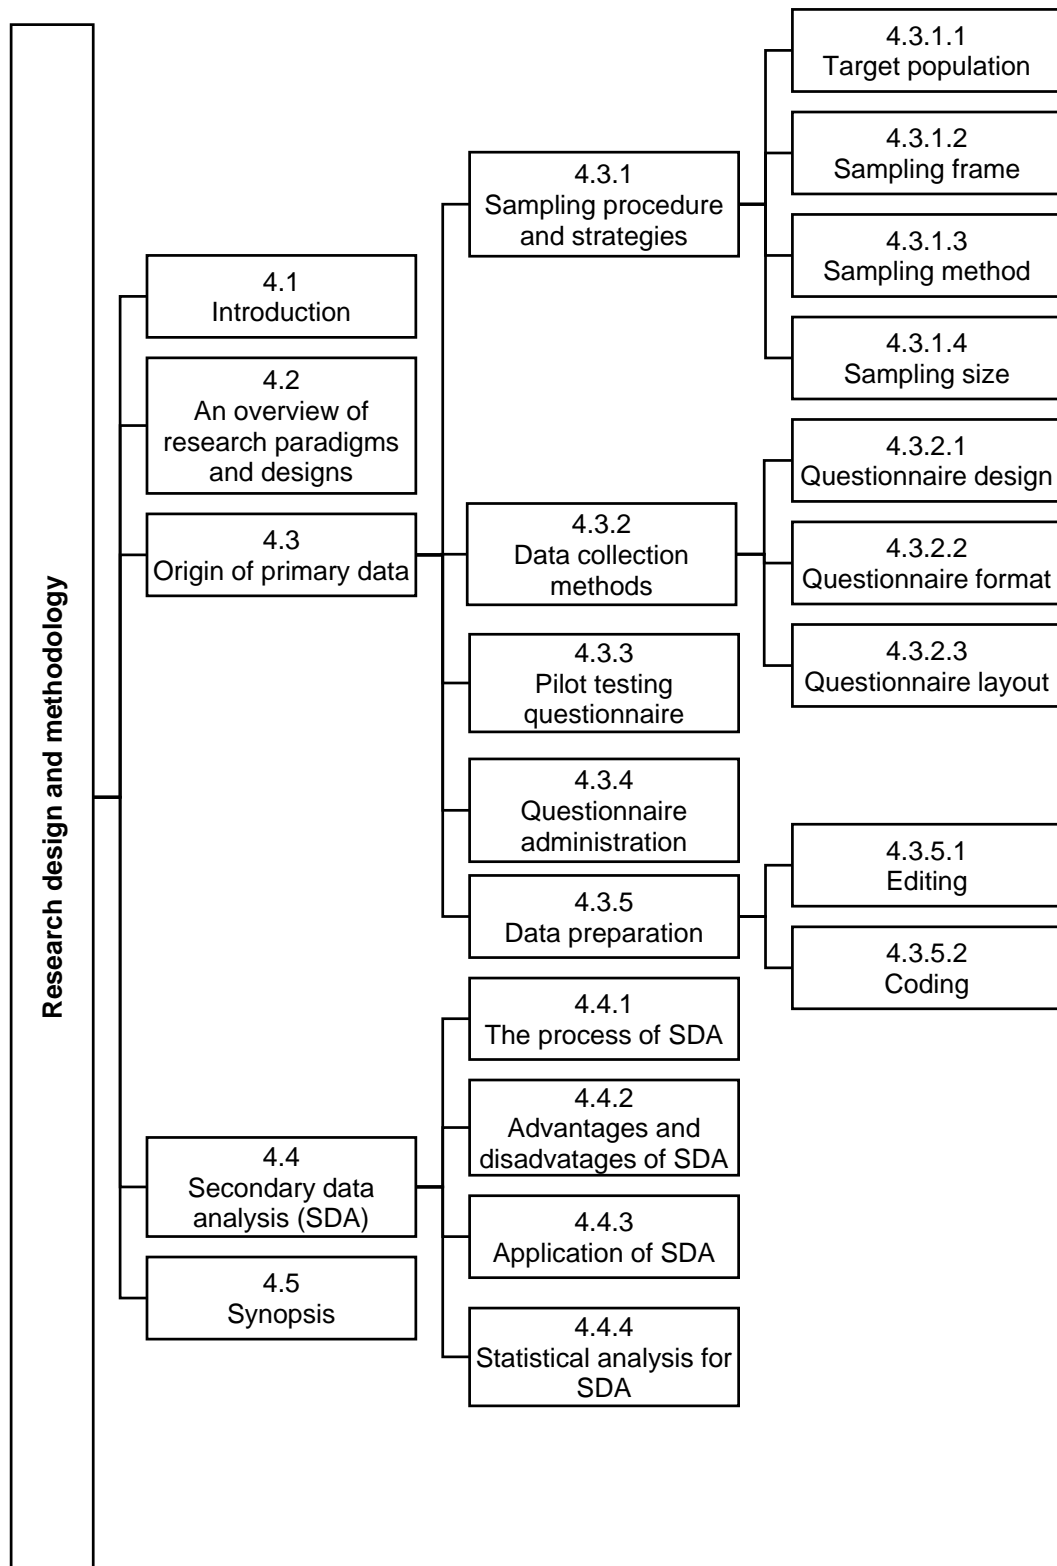 Research design and methodology
4.1
Introduction
4.2
An overview of
research paradigms
and designs
4.3
Origin of primary data
4.3.1
Sampling procedure
and strategies
4.3.1.1
Target population
4.3.1.2
Sampling frame
4.3.1.3
Sampling method
4.3.1.4
Sampling size
4.3.2
Data collection
methods
4.3.2.1
Questionnaire design
4.3.2.2
Questionnaire format
4.3.2.3
Questionnaire layout
4.3.3
Pilot testing
questionnaire
4.3.4
Questionnaire
administration
4.3.5
Data preparation
4.3.5.1
Editing
4.3.5.2
Coding
4.4
Secondary data
analysis (SDA)
4.4.1
The process of SDA
4.4.2
Advantages and
disadvatages of SDA
4.4.3
Application of SDA
4.4.4
Statistical analysis for
SDA
4.5
Synopsis